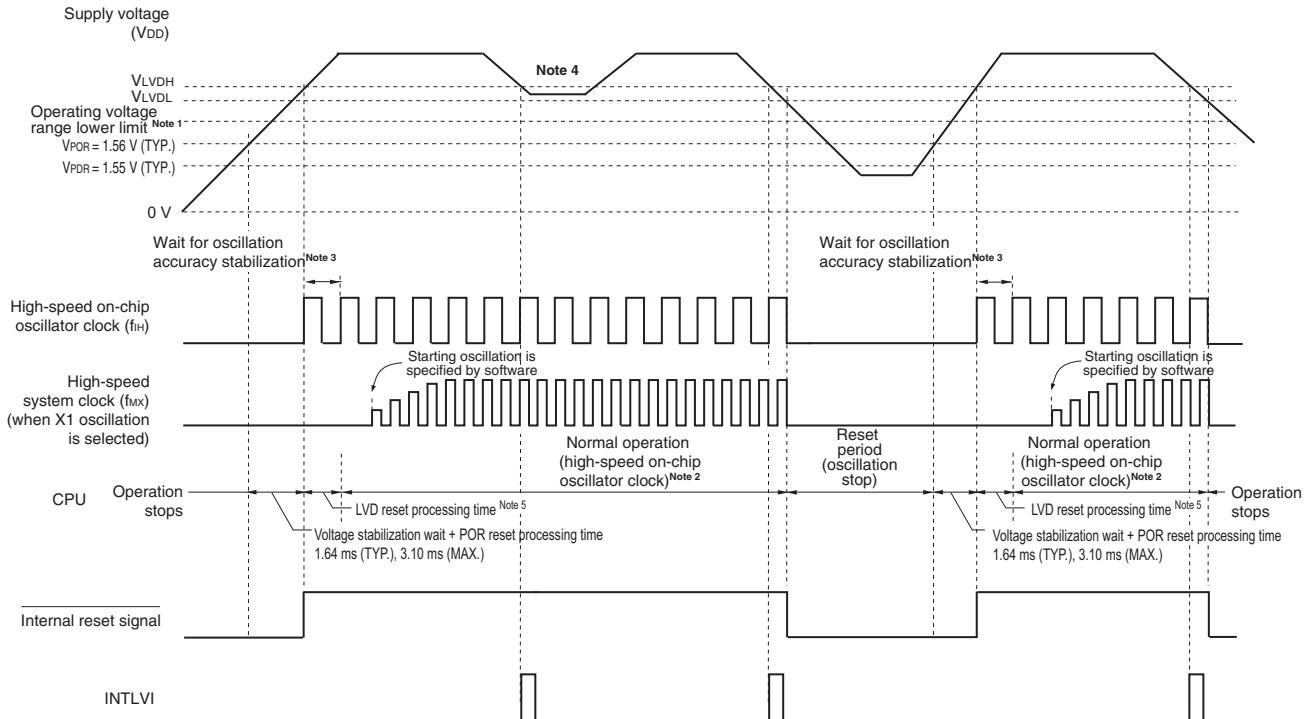 Supply voltage
(VDD)
Note 4
VLVDH
VLVDL
Operating voltage
range lower limit Note 1
VPOR = 1.56 V (TYP.)
VPDR = 1.55 V (TYP.)
0 V
Wait for oscillation
accuracy stabilization Note 3
Wait for oscillation
accuracy stabilization Note 3
High-speed on-chip
oscillator clock (fIH)
Starting oscillation is
specified by software
Starting oscillation is
specified by software
High-speed
system clock (fMX)
(when X1 oscillation
is selected)
Normal operation
(high-speed on-chip
oscillator clock) Note 2
Reset
period
(oscillation
stop)
Normal operation
(high-speed on-chip
oscillator clock) Note 2
CPU
Operation
stops
LVD reset processing time Note 5
LVD reset processing time Note 5
Operation
stops
Voltage stabilization wait + POR reset processing time
1.64 ms (TYP.), 3.10 ms (MAX.)
Voltage stabilization wait + POR reset processing time
1.64 ms (TYP.), 3.10 ms (MAX.)
Internal reset signal
INTLVI